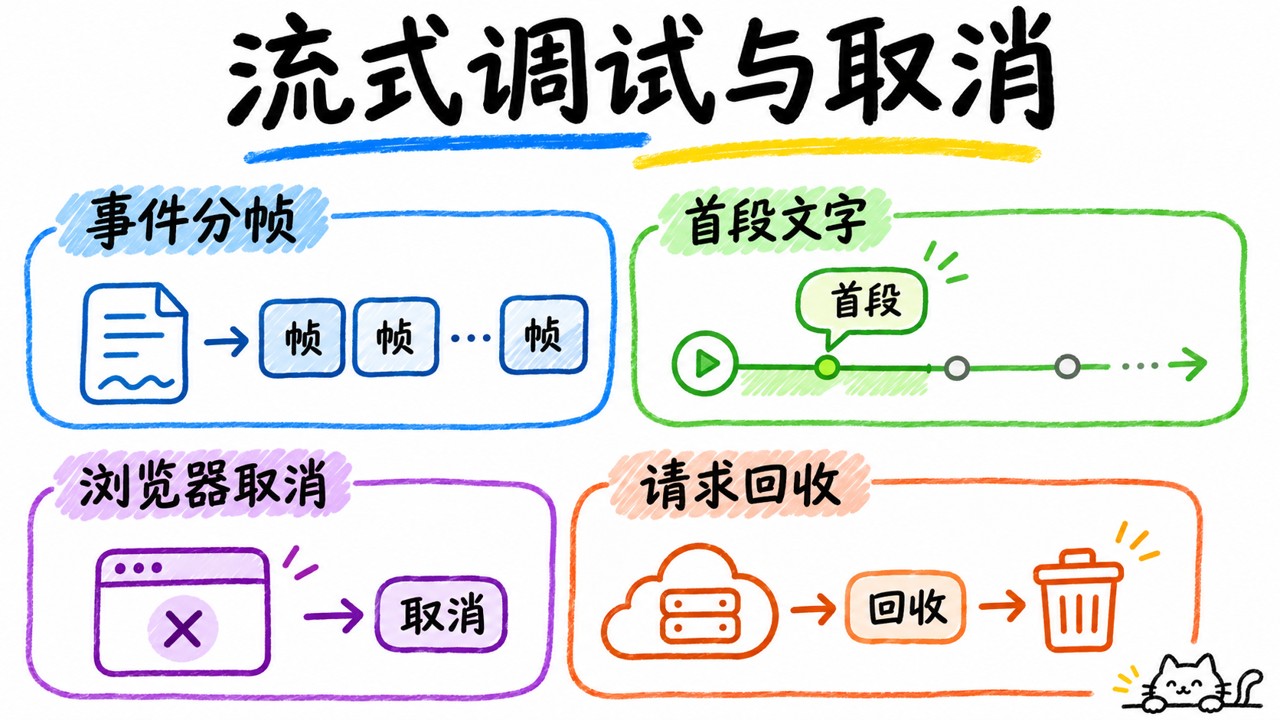 流式调试与取消
事件分帧
帧 帧 ... 帧
首段文字
首段
浏览器取消
取消
请求回收
回收